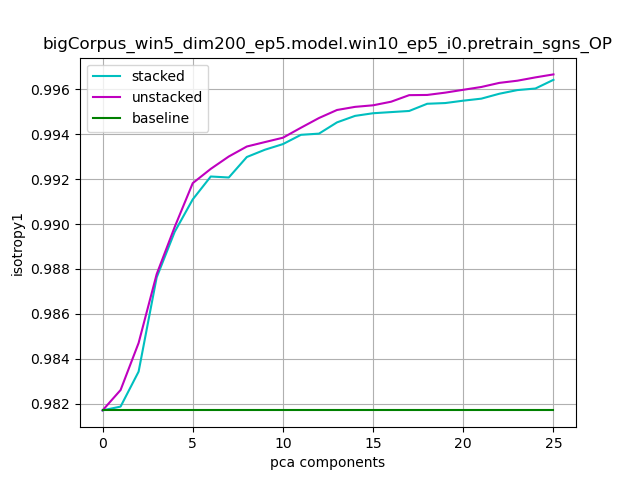 bigCorpus_win5_dim200_ep5.model.win10_ep5_i0.pretrain_sgns_OP
stacked
unstacked
baseline
0.996
0.994
0.992
0.990
0.988
0.986
0.984
0.982
isotropy1
0 5 10 15 20 25
pca components